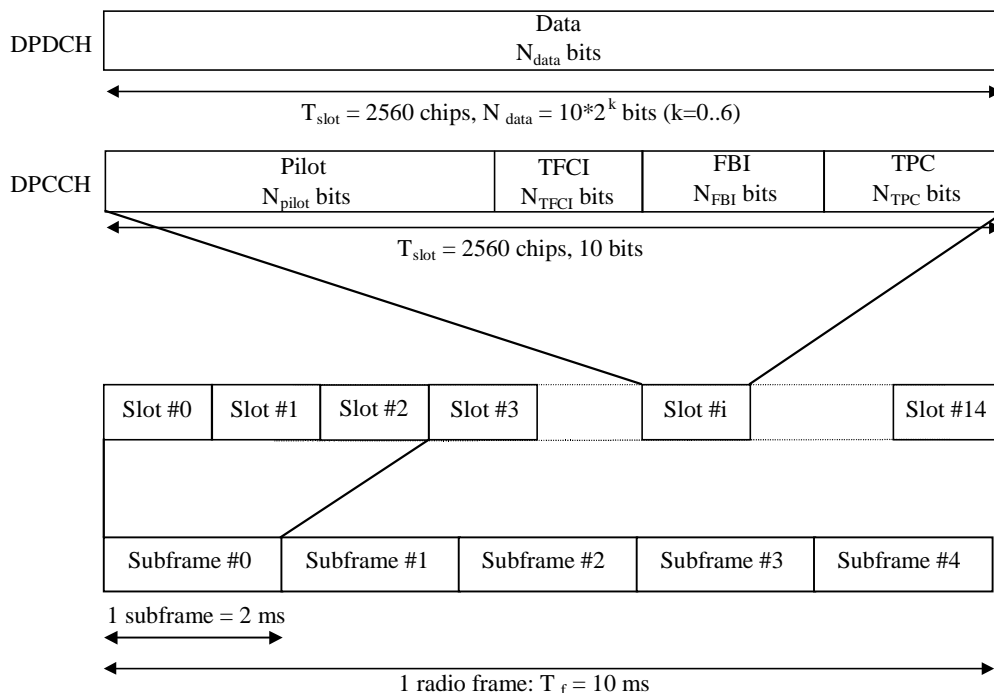 DPDCH
Data
N_data bits
T_slot = 2560 chips, N_data = 10*2^k bits (k=0..6)
DPCCH
Pilot
N_pilot bits
TFCI
N_TFCI bits
FBI
N_FBI bits
TPC
N_TPC bits
T_slot = 2560 chips, 10 bits
Slot #0 Slot #1 Slot #2 Slot #3 Slot #i Slot #14
Subframe #0 Subframe #1 Subframe #2 Subframe #3 Subframe #4
1 subframe = 2 ms
1 radio frame: T_f = 10 ms